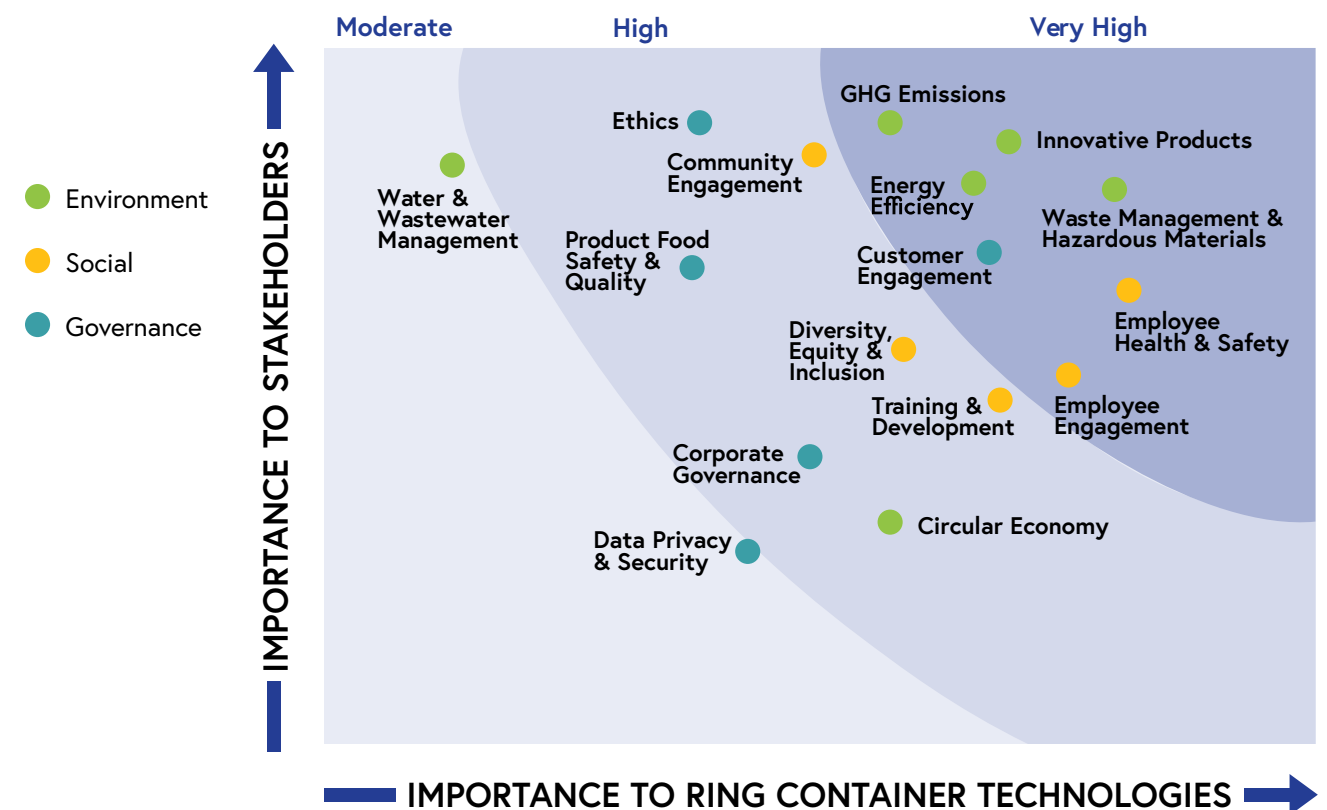 Moderate
High
Very High
GHG Emissions
Ethics
Innovative Products
Community
Engagement
Energy
Efficiency
Water &
Wastewater
Management
Environment
Waste Management &
Hazardous Materials
Product Food
Safety &
Quality
Customer
Engagement
Social
Governance
Employee
Health & Safety
Diversity,
Equity &
Inclusion
Training &
Development
Employee
Engagement
Corporate
Governance
Circular Economy
Data Privacy
& Security
IMPORTANCE TO STAKEHOLDERS
IMPORTANCE TO RING CONTAINER TECHNOLOGIES